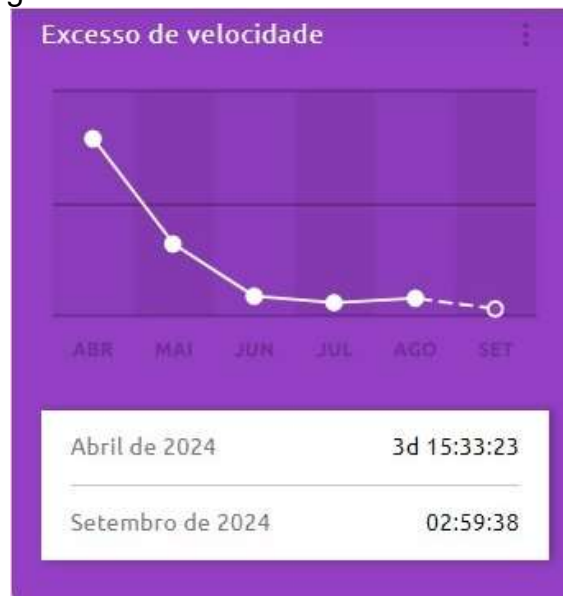 Excesso de velocidade
ABR MAI JUN JUL AGO SET
Abril de 2024 3d 15:33:23
Setembro de 2024 02:59:38